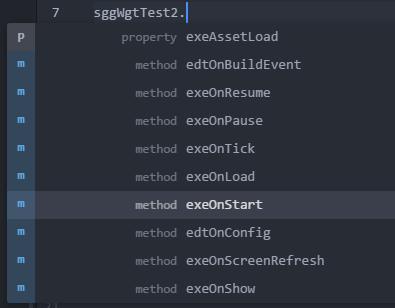 7 sggWgtTest2.
p property exeAssetLoad
m method edtOnBuildEvent
m method exeOnResume
m method exeOnPause
m method exeOnTick
m method exeOnLoad
m method exeOnStart
m method edtOnConfig
m method exeOnScreenRefresh
m method exeOnShow